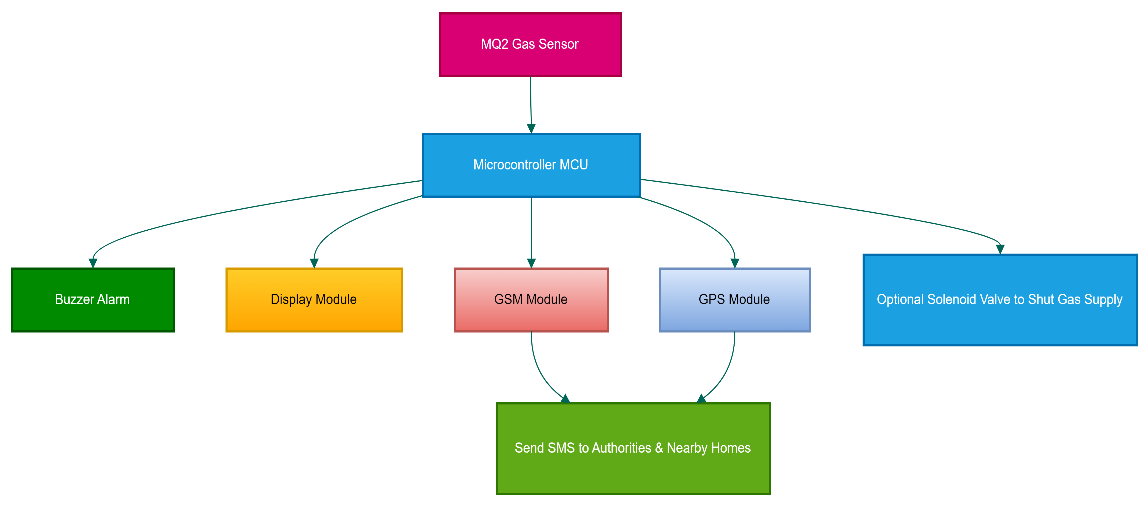 MQ2 Gas Sensor
Microcontroller MCU
Buzzer Alarm
Display Module
GSM Module
GPS Module
Optional Solenoid Valve to Shut Gas Supply
Send SMS to Authorities & Nearby Homes